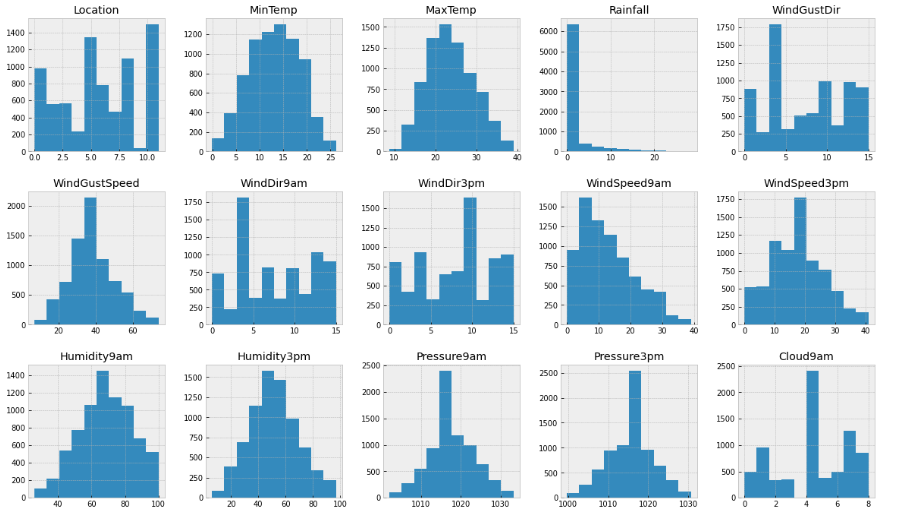 Location MinTemp MaxTemp Rainfall WindGustDir
1400 1200 1000 800 600 400 200 0
0.0 2.5 5.0 7.5 10.0
1200 1000 800 600 400 200 0
0 5 10 15 20 25
1500 1250 1000 750 500 250 0
10 20 30 40
6000 5000 4000 3000 2000 1000 0
0 10 20
1750 1500 1250 1000 750 500 250 0
0 5 10 15
WindGustSpeed WindDir9am WindDir3pm WindSpeed9am WindSpeed3pm
2000 1500 1000 500 0
20 40 60
1750 1500 1250 1000 750 500 250 0
0 5 10 15
1500 1250 1000 750 500 250 0
0 5 10 15
1500 1250 1000 750 500 250 0
0 10 20 30 40
1750 1500 1250 1000 750 500 250 0
0 10 20 30 40
Humidity9am Humidity3pm Pressure9am Pressure3pm Cloud9am
1400 1200 1000 800 600 400 200 0
40 60 80 100
1500 1250 1000 750 500 250 0
20 40 60 80 100
2500 2000 1500 1000 500 0
1010 1020 1030
2500 2000 1500 1000 500 0
1000 1010 1020 1030
2500 2000 1500 1000 500 0
0 2 4 6 8